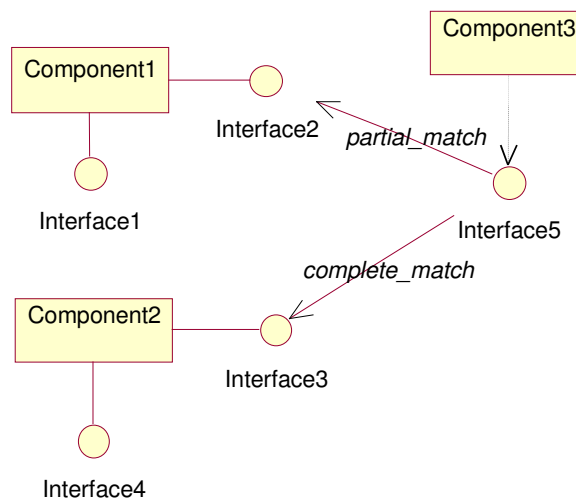 Component3
Component1
Interface2
partial_match
Interface1
Interface5
complete_match
Component2
Interface3
Interface4